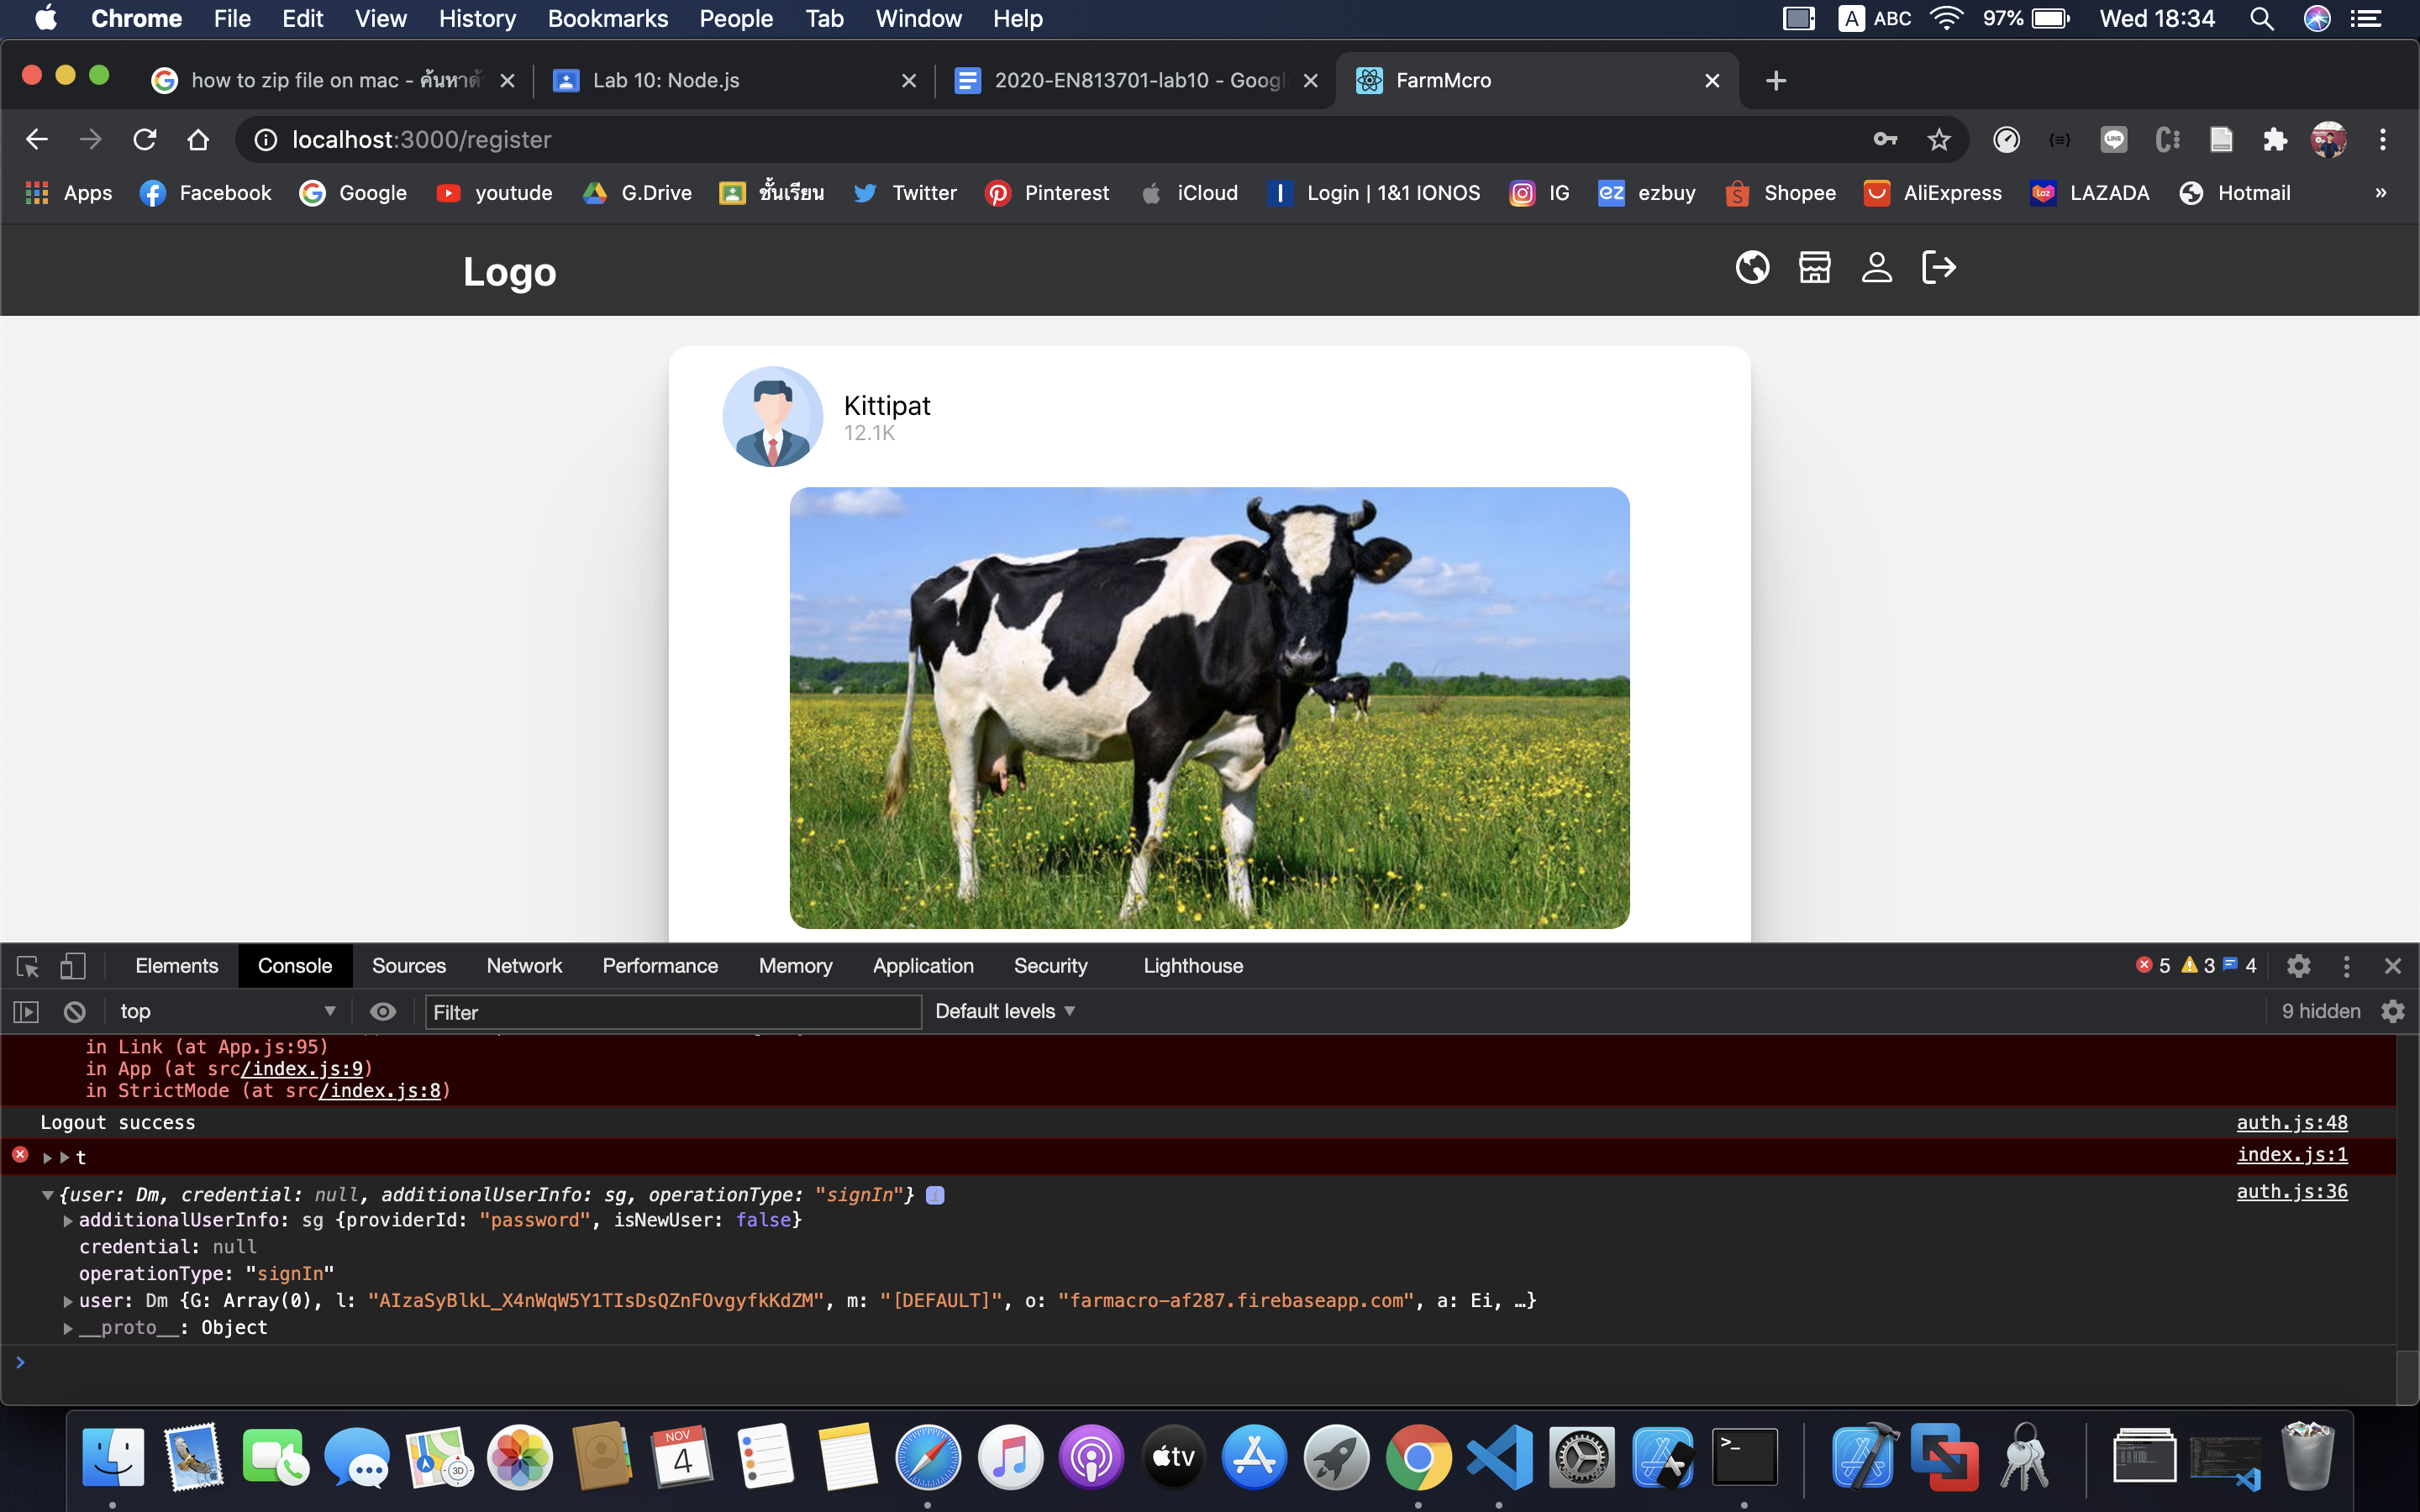 Chrome File Edit View History Bookmarks People Tab Window Help A ABC 97% Wed 18:34
how to zip file on mac - ค้นหาด้ Lab 10: Node.js 2020-EN813701-lab10 - Googl FarmMcro
localhost:3000/register
Apps Facebook Google youtude G.Drive ชั้นเรียน Twitter Pinterest iCloud Login | 1&1 IONOS IG ezbuy Shopee AliExpress LAZADA Hotmail »
Logo
Kittipat
12.1K
Elements Console Sources Network Performance Memory Application Security Lighthouse 5 3 4
top Filter Default levels 9 hidden
in Link (at App.js:95)
in App (at src/index.js:9)
in StrictMode (at src/index.js:8)
Logout success auth.js:48
t index.js:1
{user: Dm, credential: null, additionalUserInfo: sg, operationType: "signIn"} i auth.js:36
additionalUserInfo: sg {providerId: "password", isNewUser: false}
credential: null
operationType: "signIn"
user: Dm {G: Array(0), l: "AIzaSyBlkL_X4nWqW5Y1TIsDsQZnFOvgyfkKdZM", m: "[DEFAULT]", o: "farmacro-af287.firebaseapp.com", a: Ei, …}
__proto__: Object
NOV
4
3D
tv
>_